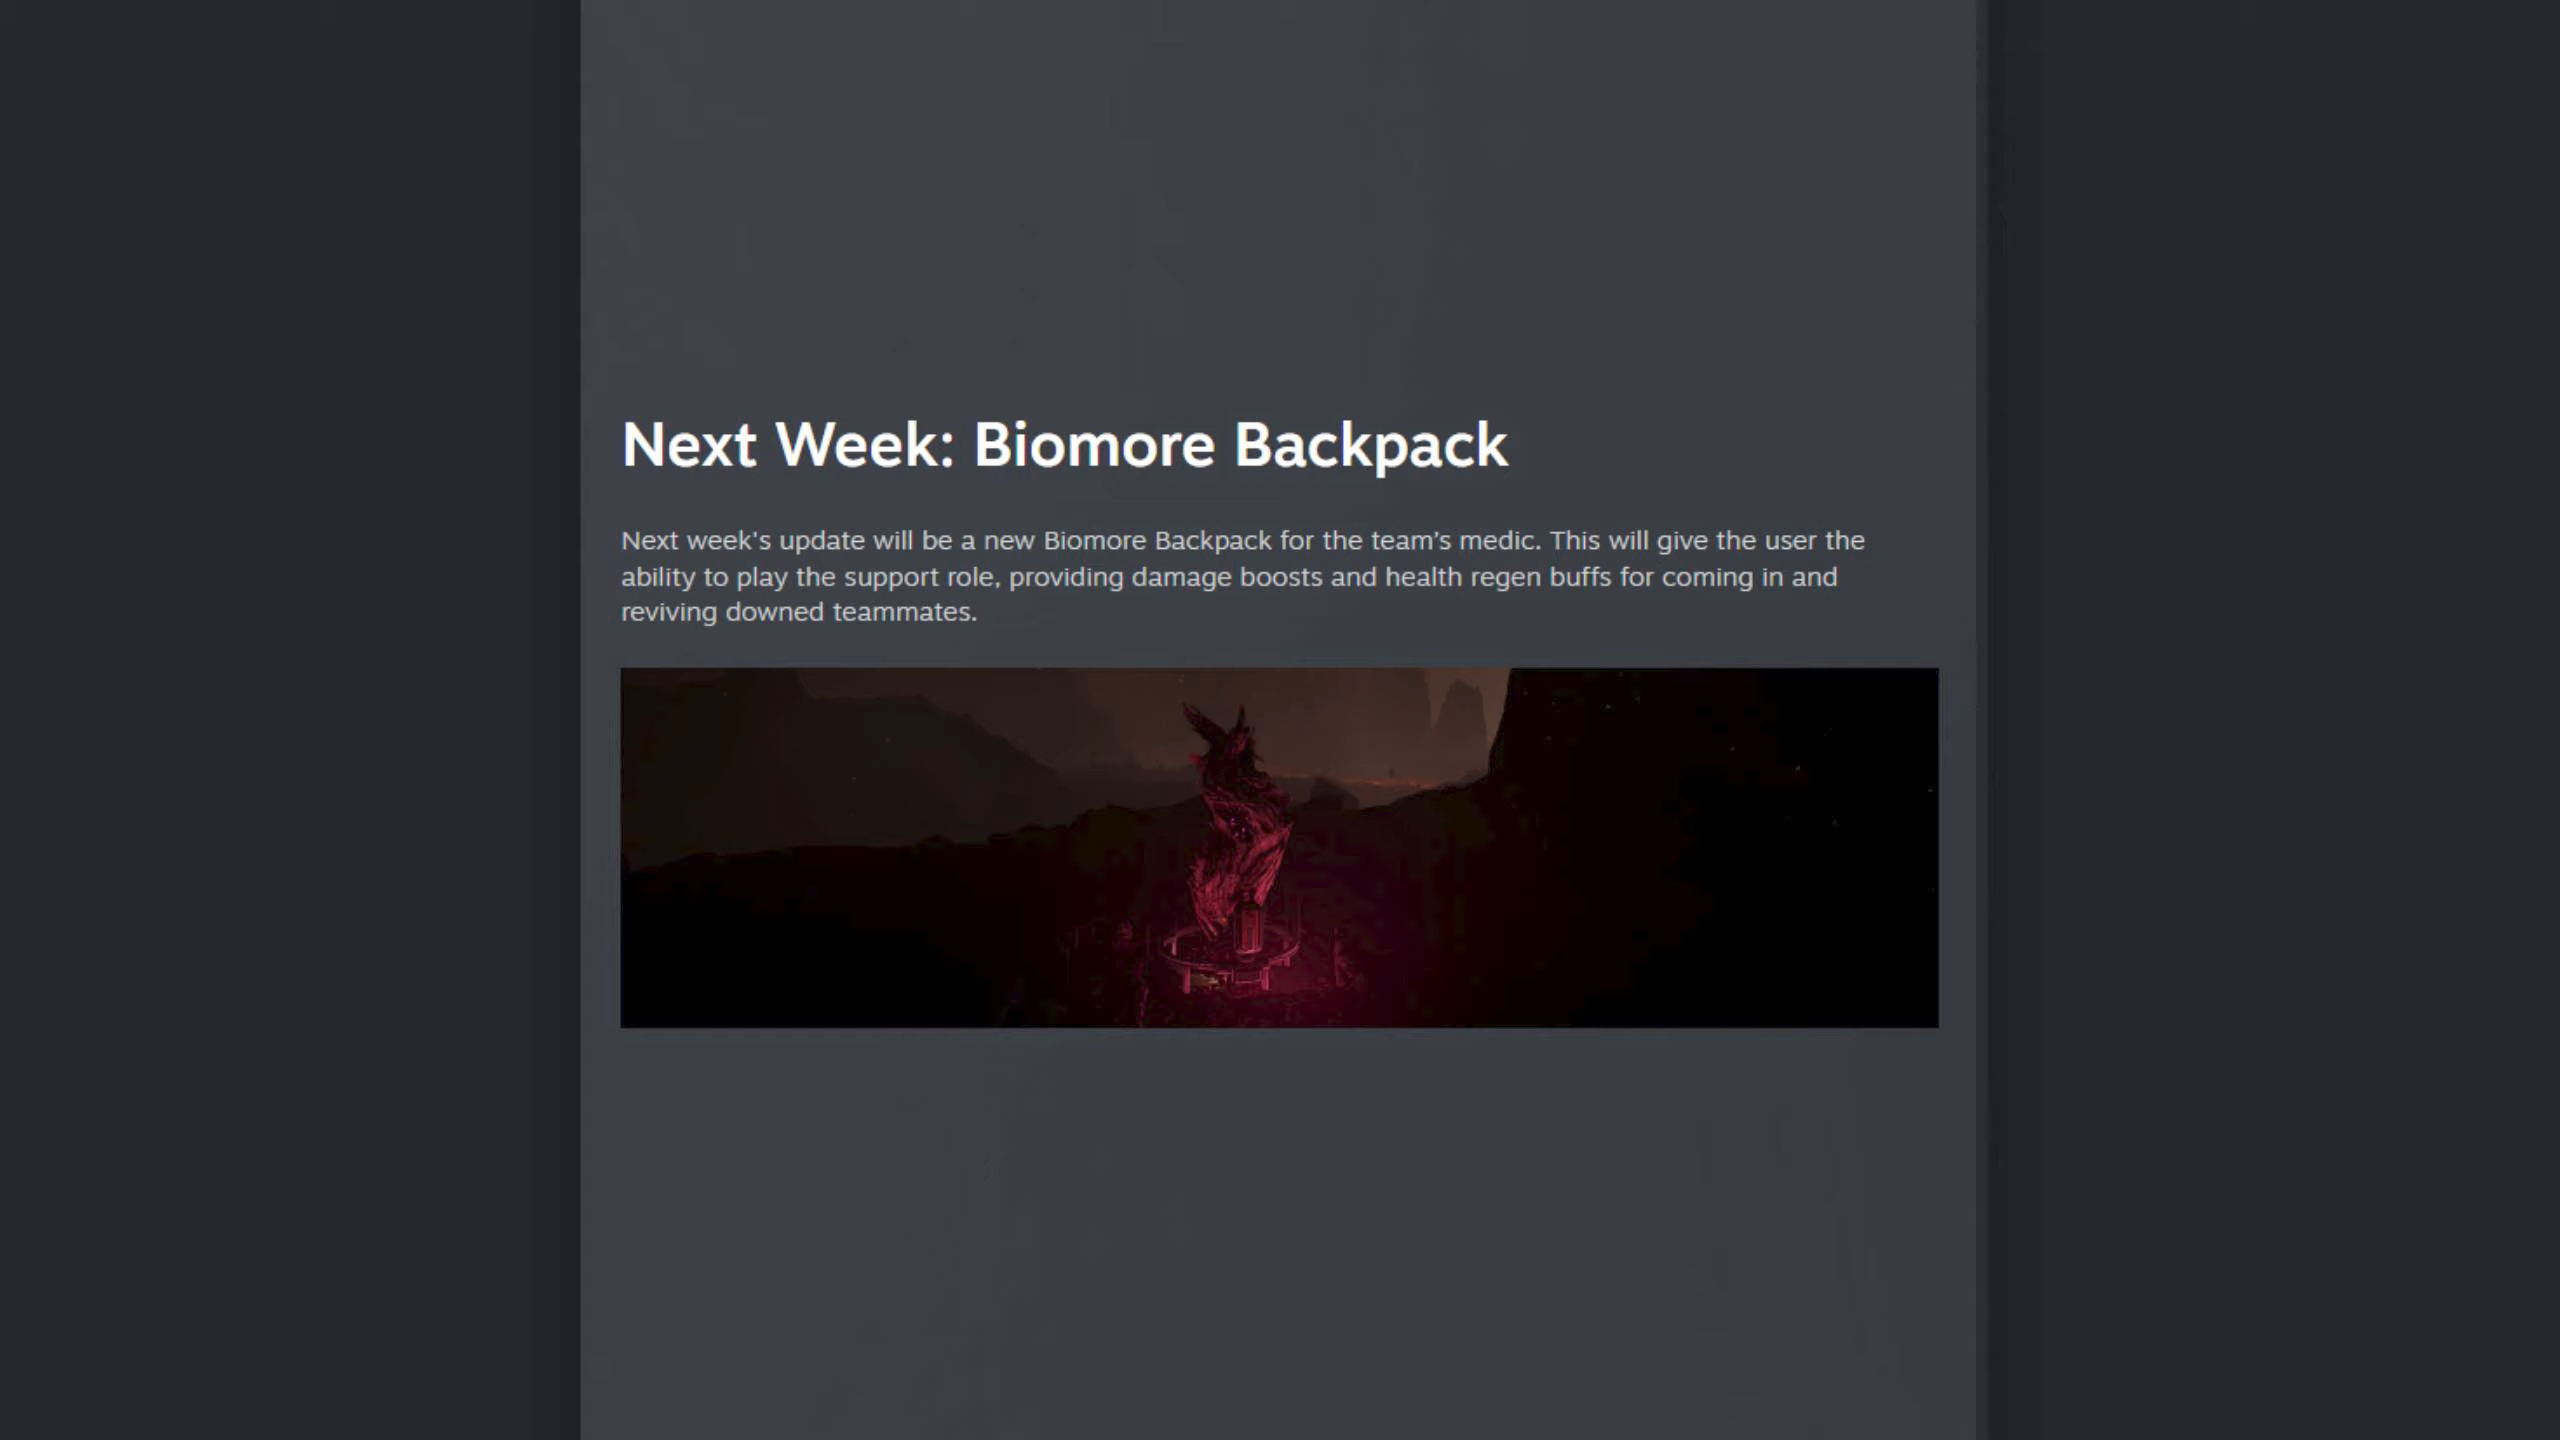 Next Week: Biomore Backpack
Next week's update will be a new Biomore Backpack for the team's medic. This will give the user the
ability to play the support role, providing damage boosts and health regen buffs for coming in and
reviving downed teammates.